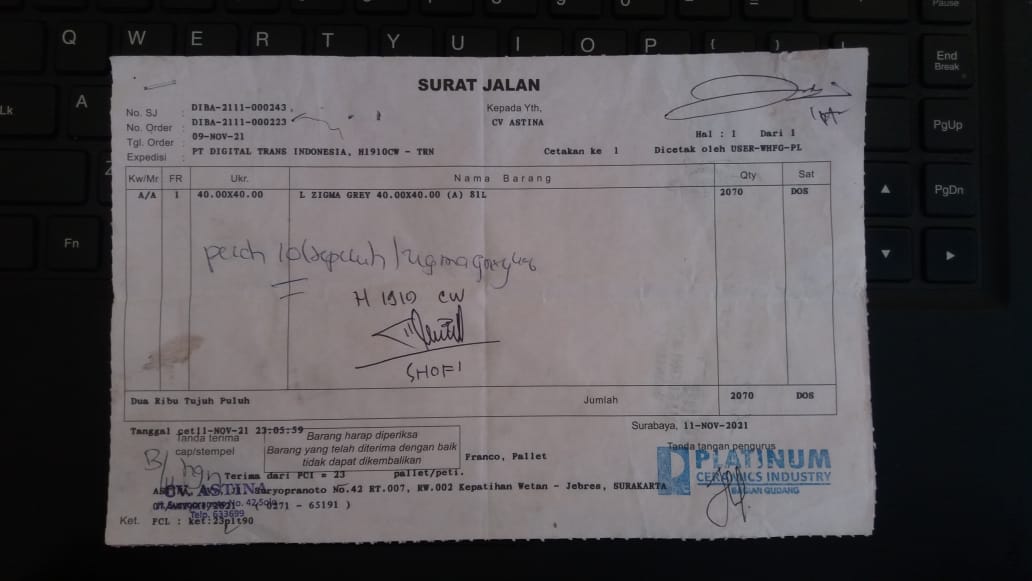 SURAT JALAN
No. SJ : DIBA-2111-000243
No. Order : DIBA-2111-000223
Tgl. Order : 09-NOV-21
Expedisi : PT DIGITAL TRANS INDONESIA, H1910CW - TRN
Kepada Yth,
CV ASTINA
Hal : 1 Dari 1
Cetakan ke 1 Dicetak oleh USER-WHFG-PL
Kw/Mr FR Ukr. Nama Barang Qty Sat
A/A 1 40.00X40.00 L ZIGMA GREY 40.00X40.00 (A) 81L 2070 DOS
pecah 10 (sepuluh)
H 1910 CW
SHOFI
Dua Ribu Tujuh Puluh Jumlah 2070 DOS
Surabaya, 11-NOV-2021
Tanggal cet11-NOV-21 23:05:59
Tanda terima
cap/stempel
Barang harap diperiksa
Barang yang telah diterima dengan baik
tidak dapat dikembalikan
Franco, Pallet
Tanda tangan pengurus
PLATINUM
CERAMICS INDUSTRY
BAGIAN GUDANG
Terima dari PCI = 23 pallet/peti.
Suryopranoto No.42 RT.007, RW.002 Kepatihan Wetan - Jebres, SURAKARTA
CV. ASTINA
No. 42 Solo
Telp. 633699
( 0271 - 65191 )
Ket. PCL : ket:23plt90
Q W E R T Y U I O P
A
Lk
Fn
Pause
End
Break
PgUp
PgDn